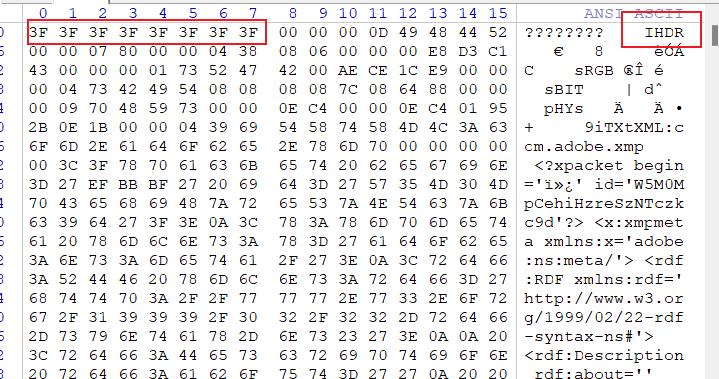 0 1 2 3 4 5 6 7 8 9 10 11 12 13 14 15 ANSI ASCII
3F 3F 3F 3F 3F 3F 3F 3F 00 00 00 0D 49 48 44 52 ???????? IHDR
00 00 07 80 00 00 04 38 08 06 00 00 00 E8 D3 C1 € 8 èÓÁ
43 00 00 00 01 73 52 47 42 00 AE CE 1C E9 00 00 C sRGB ®Î é
00 04 73 42 49 54 08 08 08 08 7C 08 64 88 00 00 sBIT | dˆ
00 09 70 48 59 73 00 00 0E C4 00 00 0E C4 01 95 pHYs Ä Ä •
2B 0E 1B 00 00 04 39 69 54 58 74 58 4D 4C 3A 63 + 9iTXtXML:c
6F 6D 2E 61 64 6F 62 65 2E 78 6D 70 00 00 00 00 om.adobe.xmp
00 3C 3F 78 70 61 63 6B 65 74 20 62 65 67 69 6E <?xpacket begin
3D 27 EF BB BF 27 20 69 64 3D 27 57 35 4D 30 4D ='ï»¿' id='W5M0M
70 43 65 68 69 48 7A 72 65 53 7A 4E 54 63 7A 6B pCehiHzreSzNTczk
63 39 64 27 3F 3E 0A 3C 78 3A 78 6D 70 6D 65 74 c9d'?> <x:xmpmet
61 20 78 6D 6C 6E 73 3A 78 3D 27 61 64 6F 62 65 a xmlns:x='adobe
3A 6E 73 3A 6D 65 74 61 2F 27 3E 0A 3C 72 64 66 :ns:meta/'> <rdf
3A 52 44 46 20 78 6D 6C 6E 73 3A 72 64 66 3D 27 :RDF xmlns:rdf='
68 74 74 70 3A 2F 2F 77 77 77 2E 77 33 2E 6F 72 http://www.w3.or
67 2F 31 39 39 39 2F 30 32 2F 32 32 2D 72 64 66 g/1999/02/22-rdf
2D 73 79 6E 74 61 78 2D 6E 73 23 27 3E 0A 0A 20 -syntax-ns#'>
3C 72 64 66 3A 44 65 73 63 72 69 70 74 69 6F 6E <rdf:Description
20 72 64 66 3A 61 62 6F 75 74 3D 27 27 0A 20 20 rdf:about=''